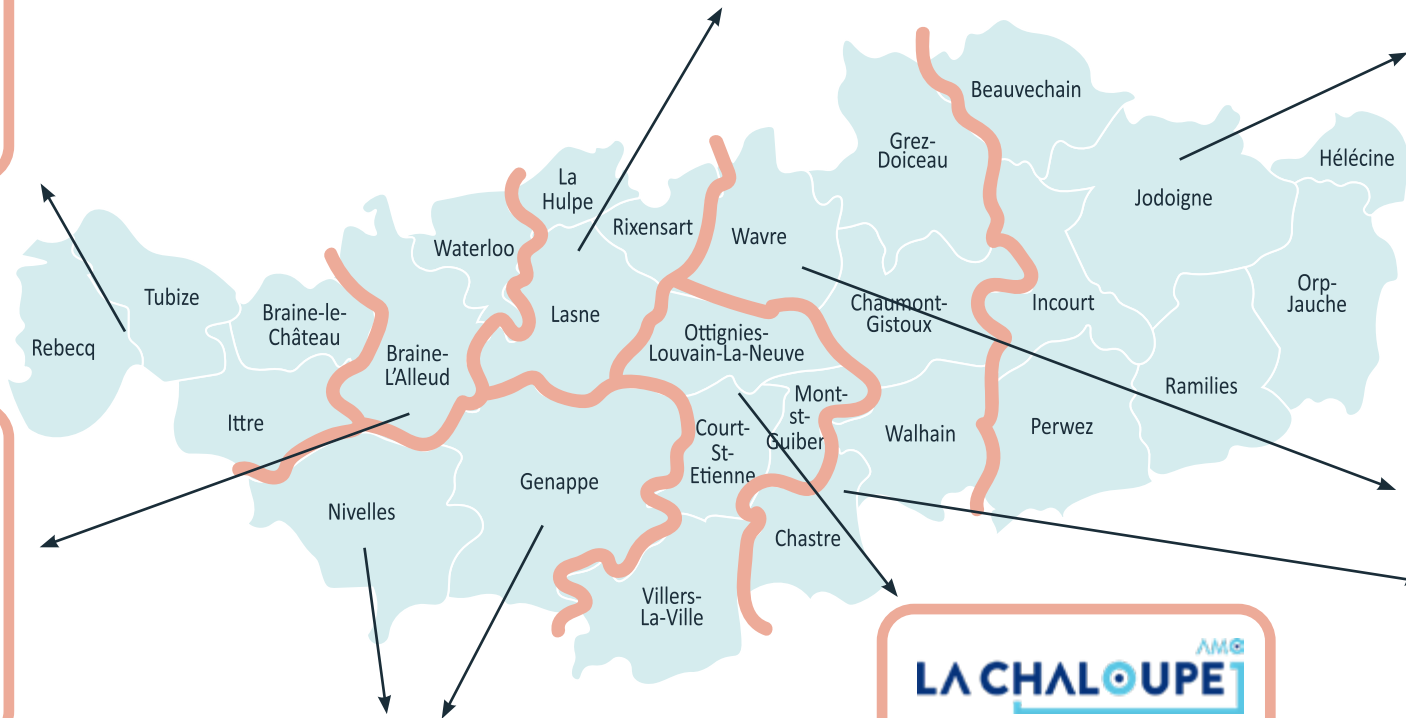 Beauvechain
Grez-
Doiceau
Hélécine
La
Hulpe
Jodoigne
Rixensart
Wavre
Waterloo
Tubize
Orp-
Jauche
Braine-le-
Château
Chaumont-
Gistoux
Incourt
Lasne
Ottignies-
Louvain-La-Neuve
Rebecq
Braine-
L'Alleud
Ramilies
Mont-
st-
Guiber
Ittre
Court-
St-
Etienne
Walhain
Perwez
Genappe
Nivelles
Chastre
Villers-
La-Ville
AMO
LA CHALOUPE